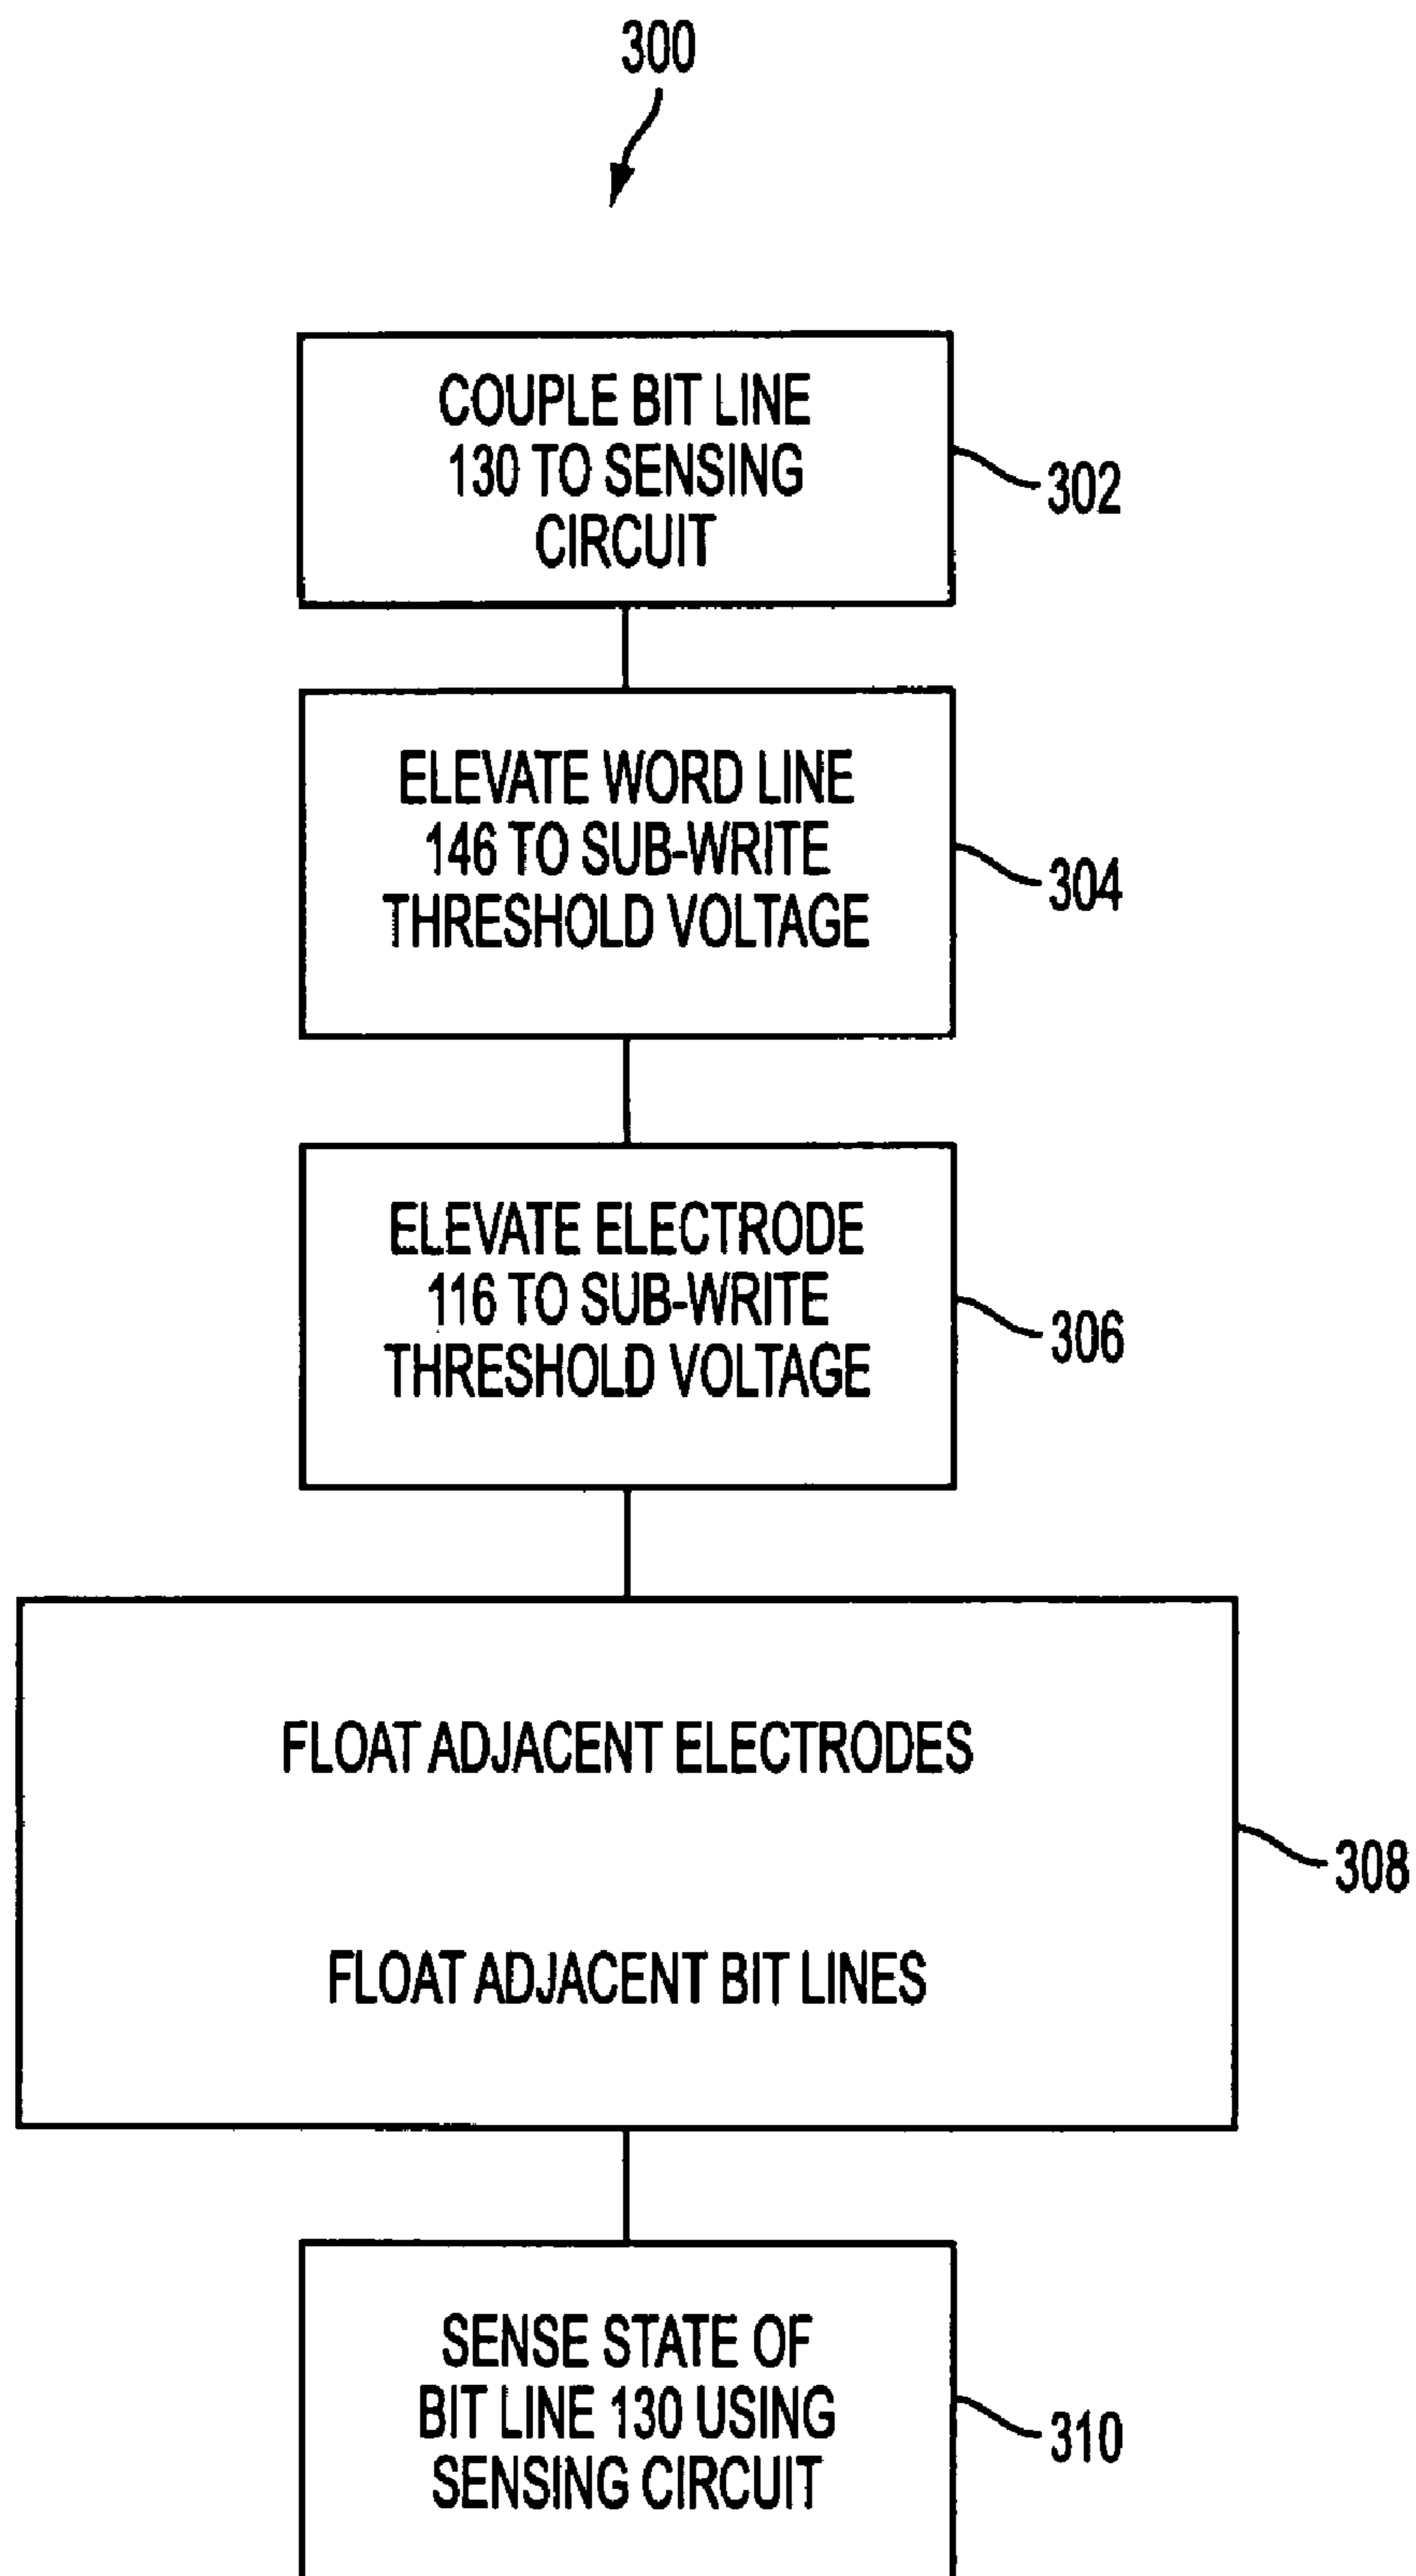 300
COUPLE BIT LINE
130 TO SENSING
CIRCUIT
302
ELEVATE WORD LINE
146 TO SUB-WRITE
THRESHOLD VOLTAGE
304
ELEVATE ELECTRODE
116 TO SUB-WRITE
THRESHOLD VOLTAGE
306
FLOAT ADJACENT ELECTRODES
FLOAT ADJACENT BIT LINES
308
SENSE STATE OF
BIT LINE 130 USING
SENSING CIRCUIT
310